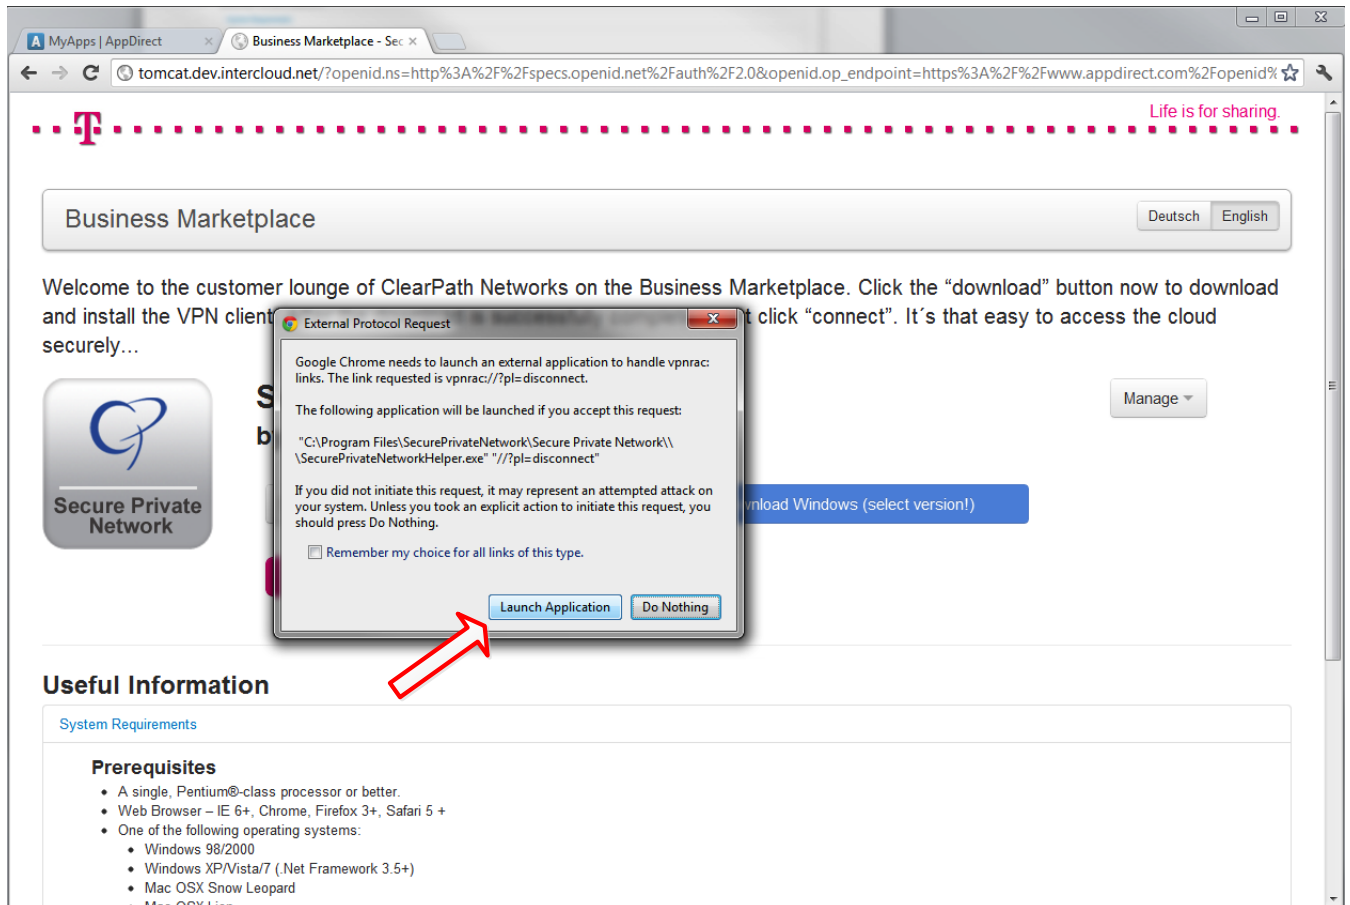 MyApps | AppDirect
Business Marketplace - Sec
tomcat.dev.intercloud.net/?openid.ns=http%3A%2F%2Fspecs.openid.net%2Fauth%2F2.0&openid.op_endpoint=https%3A%2F%2Fwww.appdirect.com%2Fopenid%
Life is for sharing.
T
Business Marketplace
Deutsch English
Welcome to the customer lounge of ClearPath Networks on the Business Marketplace. Click the “download” button now to download
and install the VPN client t click “connect”. It´s that easy to access the cloud
securely...
External Protocol Request
Google Chrome needs to launch an external application to handle vpnrac:
links. The link requested is vpnrac://?pl=disconnect.
The following application will be launched if you accept this request:
"C:\Program Files\SecurePrivateNetwork\Secure Private Network\\
\SecurePrivateNetworkHelper.exe" "//?pl=disconnect"
If you did not initiate this request, it may represent an attempted attack on
your system. Unless you took an explicit action to initiate this request, you
should press Do Nothing.
Remember my choice for all links of this type.
Launch Application Do Nothing
Secure Private
Network
S
b
Manage
wnload Windows (select version!)
Useful Information
System Requirements
Prerequisites
• A single, Pentium®-class processor or better.
• Web Browser – IE 6+, Chrome, Firefox 3+, Safari 5 +
• One of the following operating systems:
• Windows 98/2000
• Windows XP/Vista/7 (.Net Framework 3.5+)
• Mac OSX Snow Leopard
• Mac OSX Lion